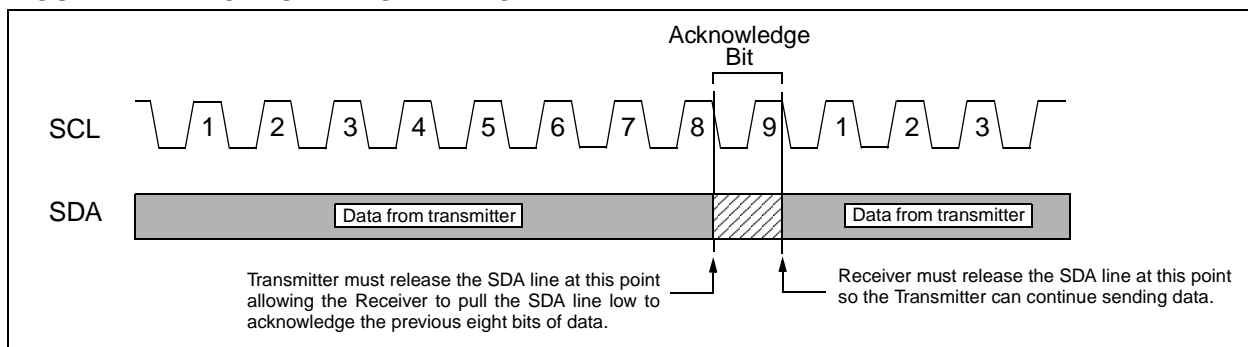 Acknowledge
Bit
SCL 1 2 3 4 5 6 7 8 9 1 2 3
SDA Data from transmitter Data from transmitter
Transmitter must release the SDA line at this point
allowing the Receiver to pull the SDA line low to
acknowledge the previous eight bits of data.
Receiver must release the SDA line at this point
so the Transmitter can continue sending data.